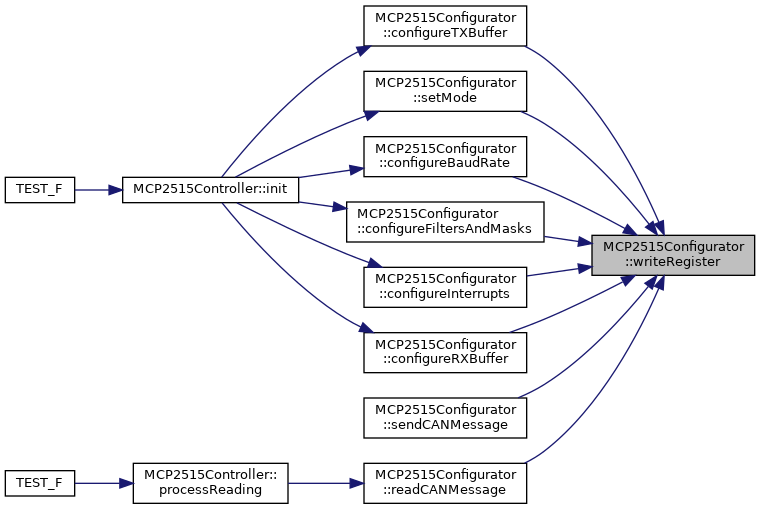 MCP2515Configurator
::configureTXBuffer
MCP2515Configurator
::setMode
MCP2515Configurator
::configureBaudRate
TEST_F
MCP2515Controller::init
MCP2515Configurator
::configureFiltersAndMasks
MCP2515Configurator
::writeRegister
MCP2515Configurator
::configureInterrupts
MCP2515Configurator
::configureRXBuffer
MCP2515Configurator
::sendCANMessage
TEST_F
MCP2515Controller::
processReading
MCP2515Configurator
::readCANMessage